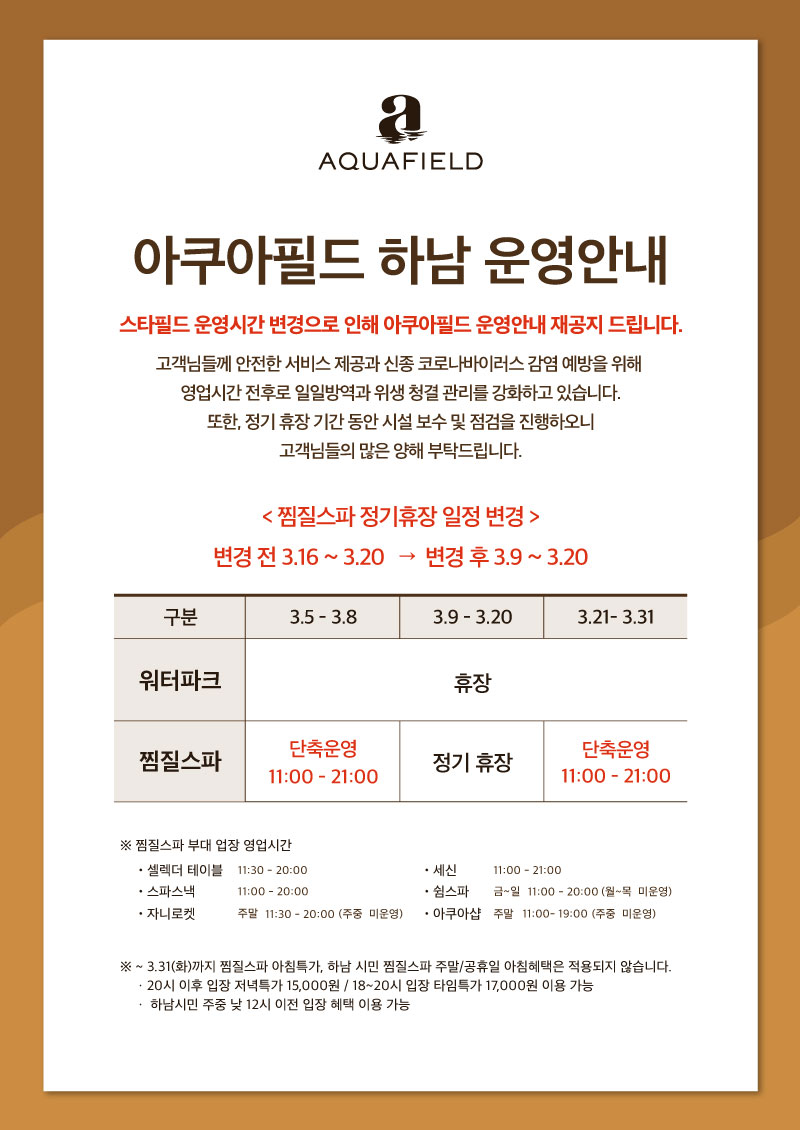 a
AQUAFIELD
아쿠아필드 하남 운영안내
스타필드 운영시간 변경으로 인해 아쿠아필드 운영안내 재공지 드립니다.
고객님들께 안전한 서비스 제공과 신종 코로나바이러스 감염 예방을 위해
영업시간 전후로 일일방역과 위생 청결 관리를 강화하고 있습니다.
또한, 정기 휴장 기간 동안 시설 보수 및 점검을 진행하오니
고객님들의 많은 양해 부탁드립니다.
< 찜질스파 정기휴장 일정 변경 >
변경 전 3.16 ~ 3.20 → 변경 후 3.9 ~ 3.20
구분 3.5 - 3.8 3.9 - 3.20 3.21- 3.31
워터파크 휴장
찜질스파 단축운영 11:00 - 21:00 정기 휴장 단축운영 11:00 - 21:00
※ 찜질스파 부대 업장 영업시간
• 셀렉더 테이블 11:30 - 20:00 • 세신 11:00 - 21:00
• 스파스낵 11:00 - 20:00 • 쉼스파 금~일 11:00 - 20:00 (월~목 미운영)
• 자니로켓 주말 11:30 - 20:00 (주중 미운영) • 아쿠아샵 주말 11:00- 19:00 (주중 미운영)
※ ~ 3.31(화)까지 찜질스파 아침특가, 하남 시민 찜질스파 주말/공휴일 아침혜택은 적용되지 않습니다.
· 20시 이후 입장 저녁특가 15,000원 / 18~20시 입장 타임특가 17,000원 이용 가능
· 하남시민 주중 낮 12시 이전 입장 혜택 이용 가능